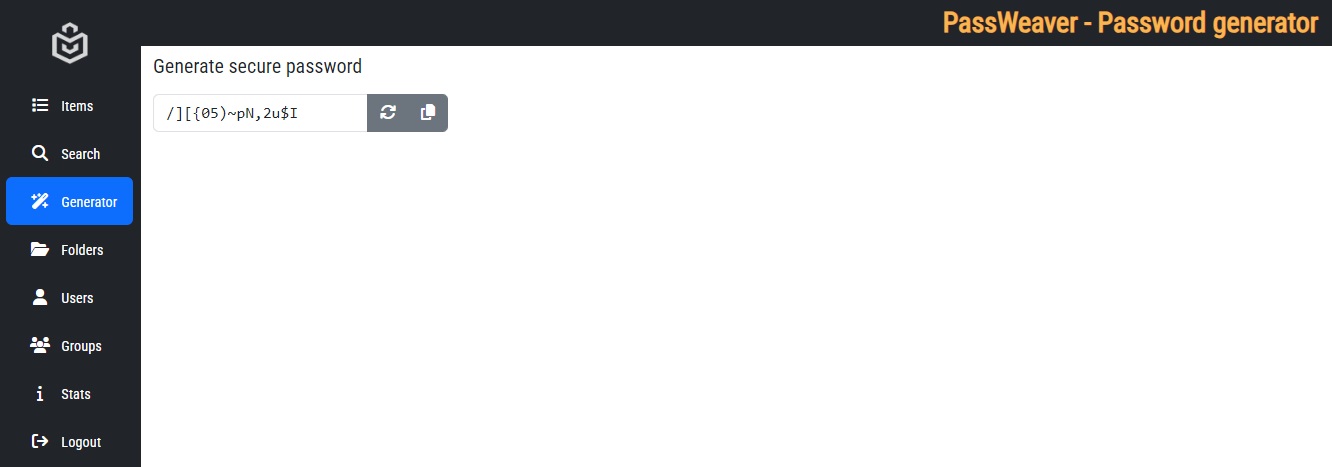 PassWeaver - Password generator
Generate secure password
/][{05)~pN,2u$I
Items
Search
Generator
Folders
Users
Groups
Stats
Logout